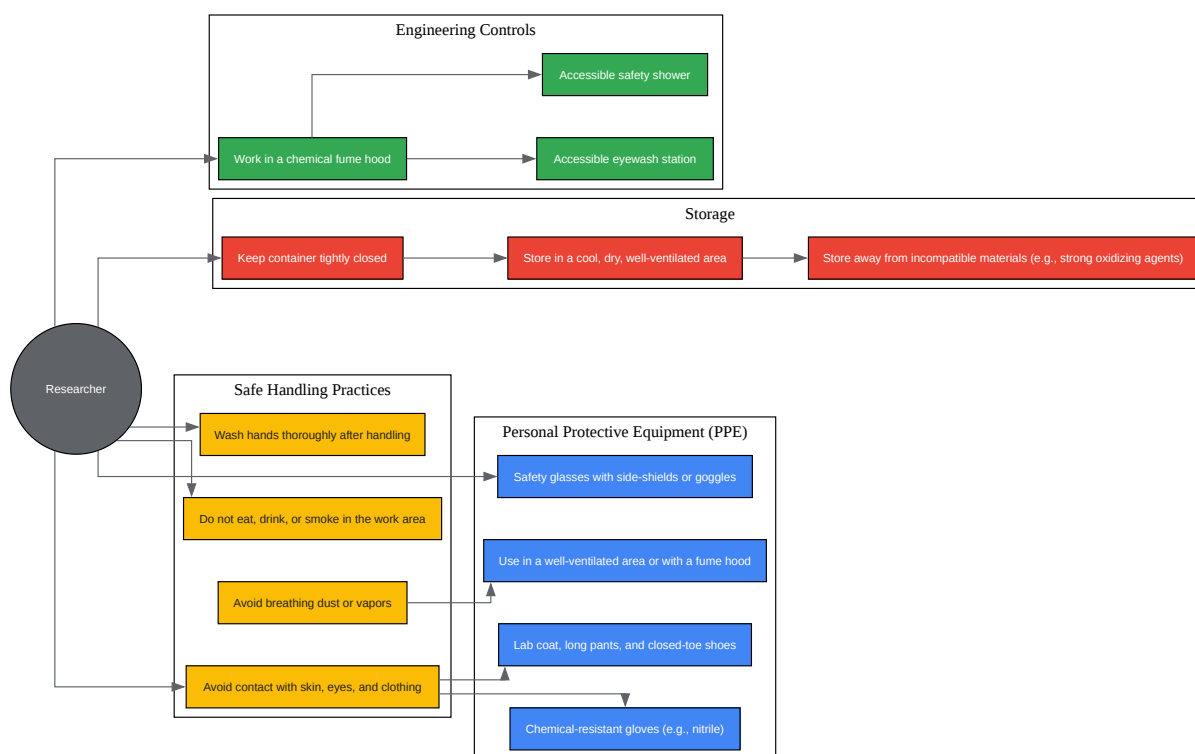 Engineering Controls
Accessible safety shower
Work in a chemical fume hood
Accessible eyewash station
Storage
Keep container tightly closed
Store in a cool, dry, well-ventilated area
Store away from incompatible materials (e.g., strong oxidizing agents)
Researcher
Safe Handling Practices
Wash hands thoroughly after handling
Do not eat, drink, or smoke in the work area
Avoid breathing dust or vapors
Avoid contact with skin, eyes, and clothing
Personal Protective Equipment (PPE)
Safety glasses with side-shields or goggles
Use in a well-ventilated area or with a fume hood
Lab coat, long pants, and closed-toe shoes
Chemical-resistant gloves (e.g., nitrile)